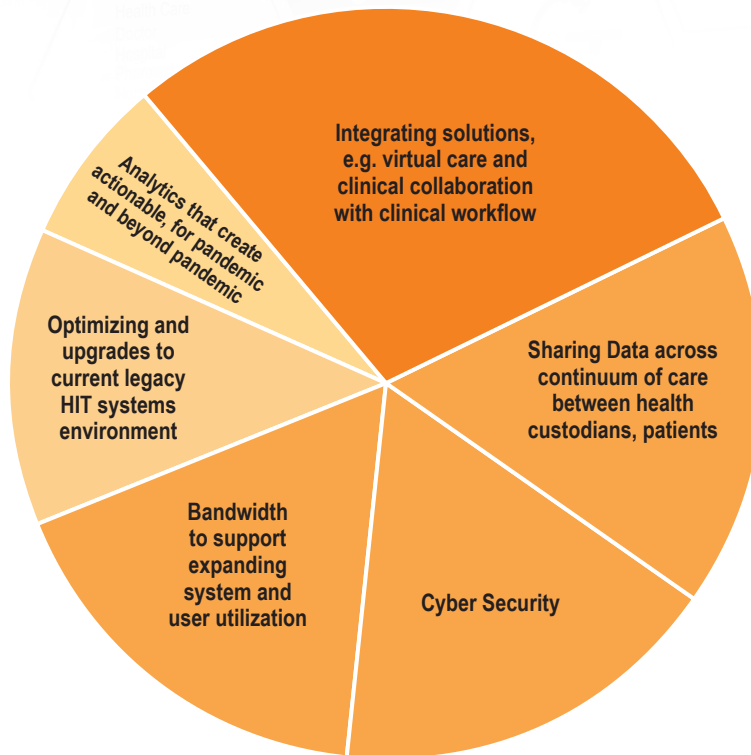 Integrating solutions,
e.g. virtual care and
clinical collaboration
with clinical workflow
Sharing Data across
continuum of care
between health
custodians, patients
Cyber Security
Bandwidth
to support
expanding
system and
user utilization
Optimizing and
upgrades to
current legacy
HIT systems
environment
Analytics that create
actionable, for pandemic
and beyond pandemic